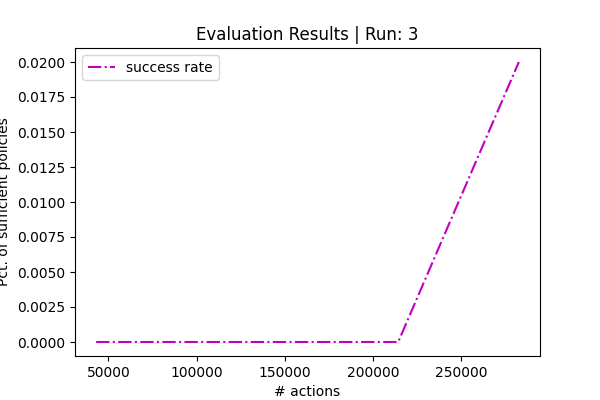 Evaluation Results | Run: 3
success rate
Pct. of sufficient policies
0.0200
0.0175
0.0150
0.0125
0.0100
0.0075
0.0050
0.0025
0.0000
50000 100000 150000 200000 250000
# actions